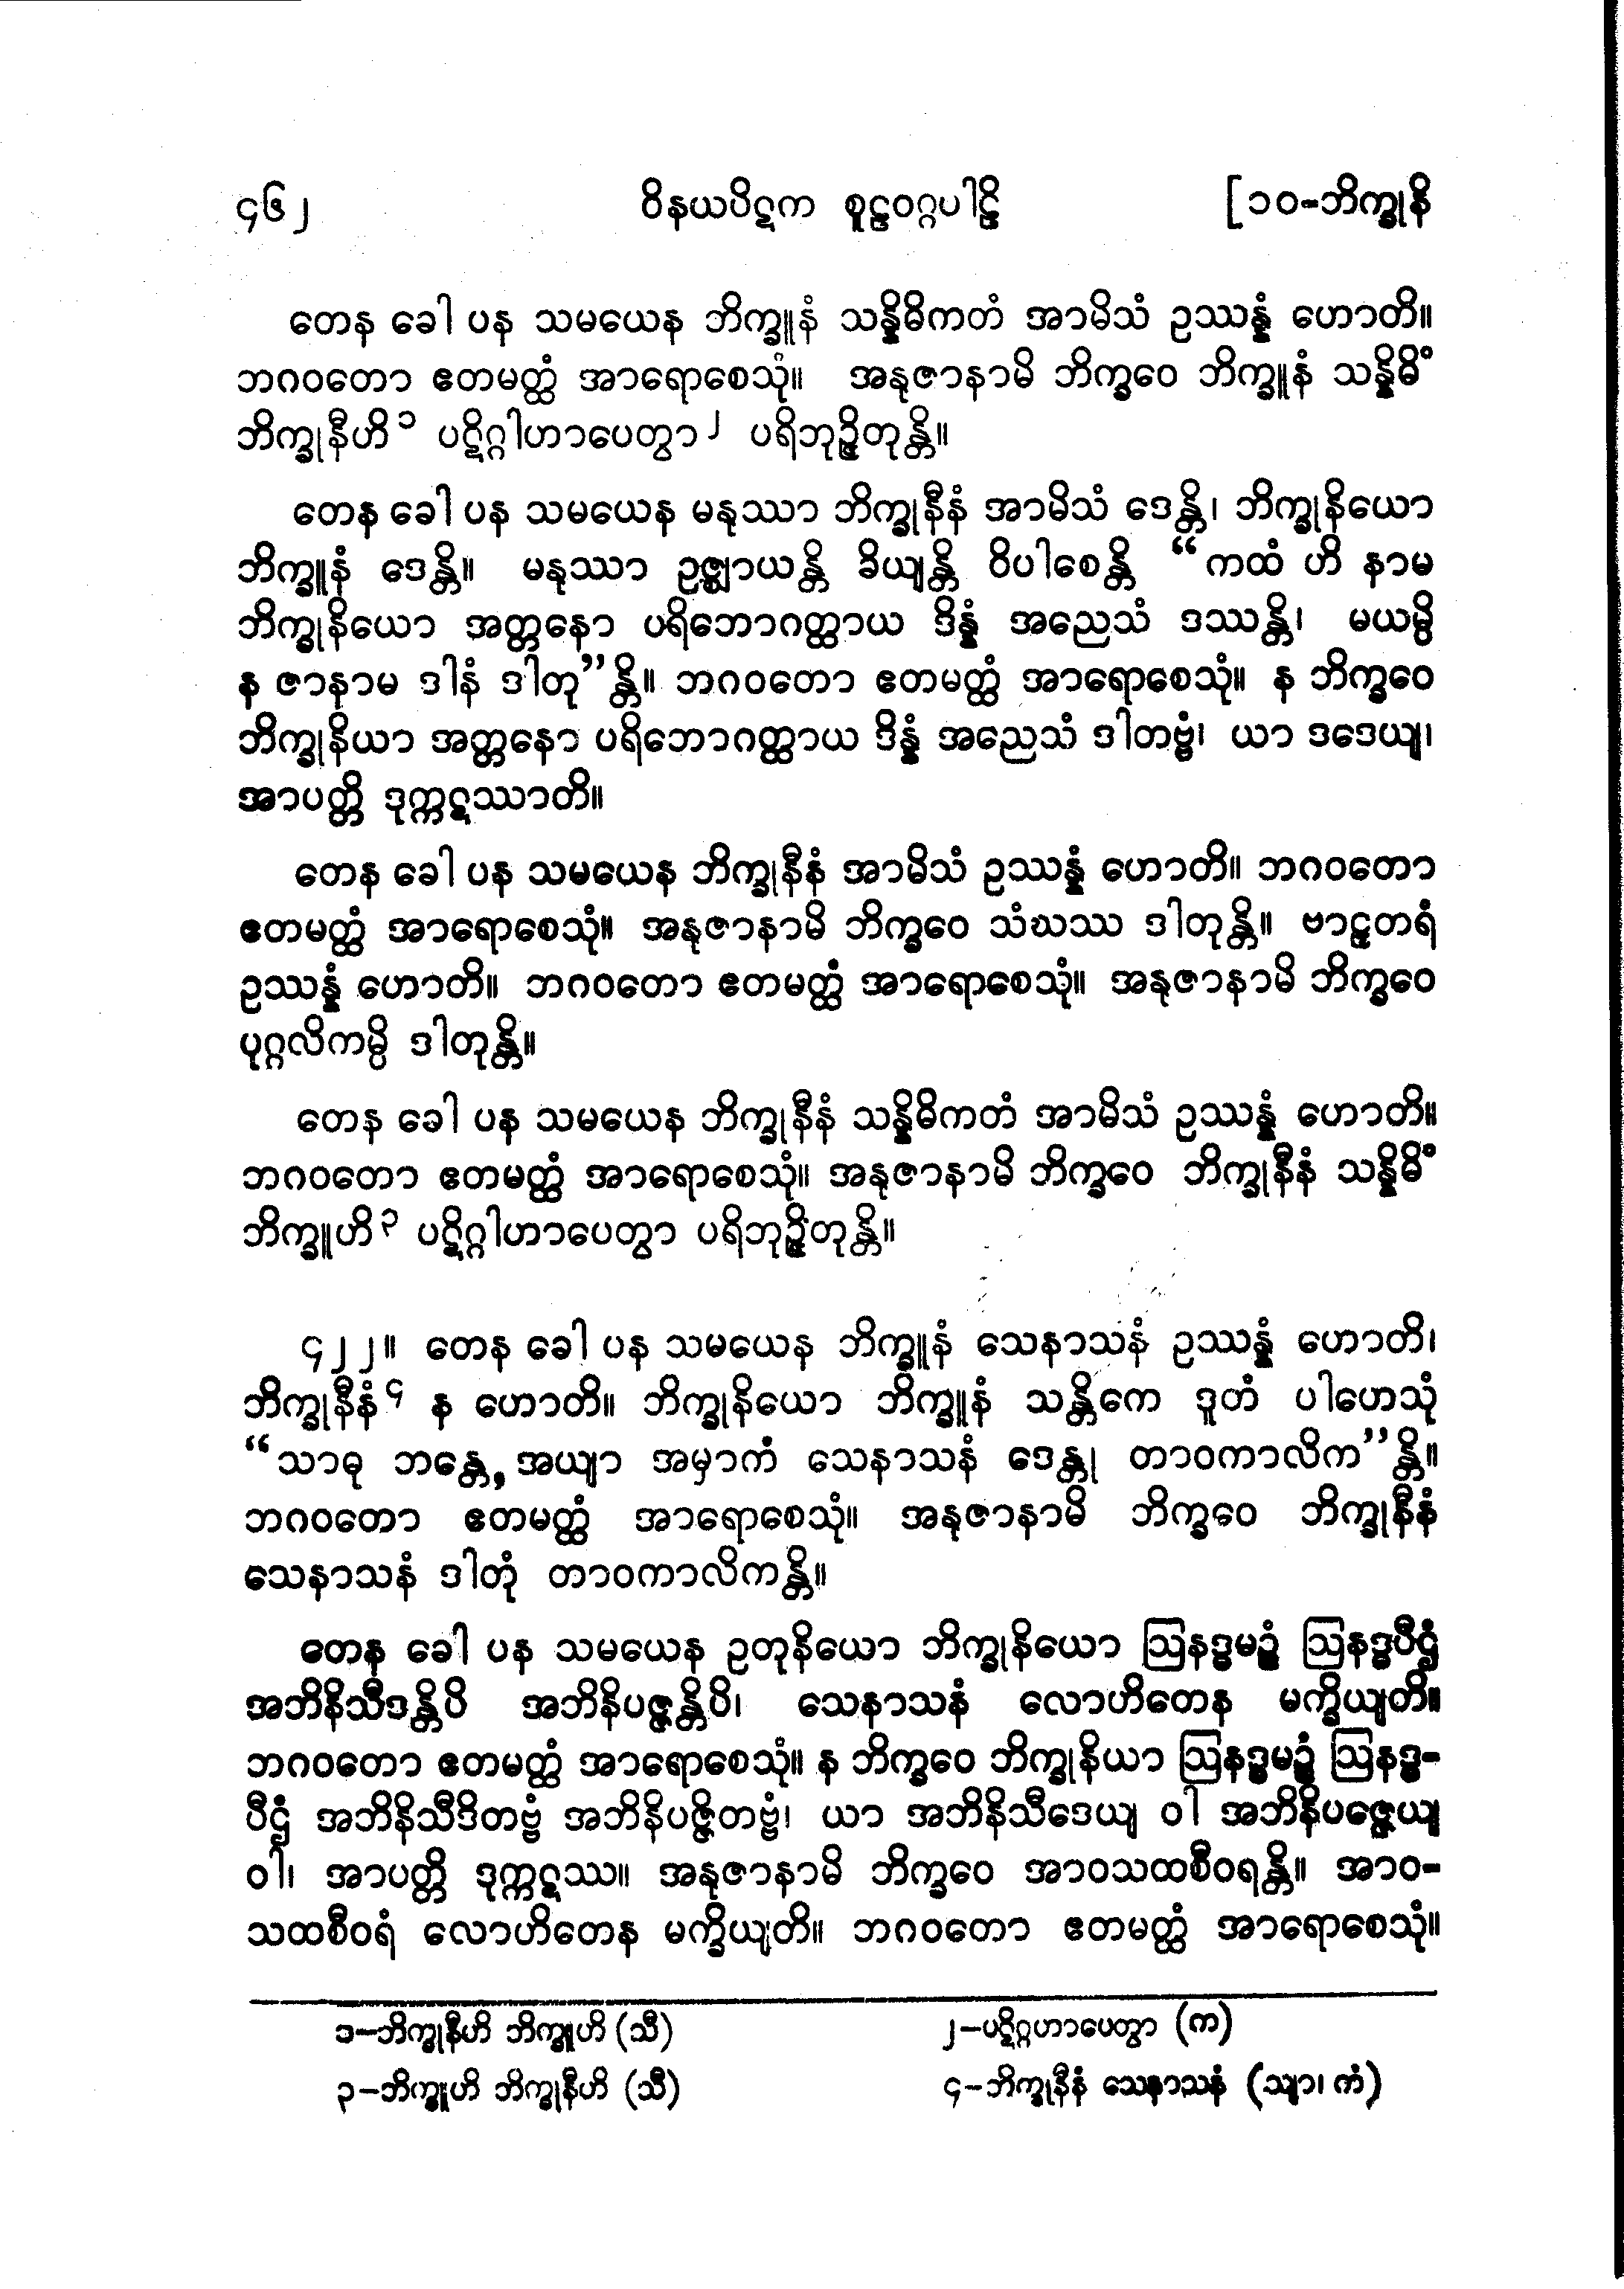 ၄၆၂ ဝိနယပိဋက စူဠဝဂ္ဂပါဠိ [၁၀-ဘိက္ခုနိ
တေန ခေါ ပန သမယေန ဘိက္ခူနံ သန္နိဓိကတံ အာမိသံ ဥဿန္နံ ဟောတိ။
ဘဂဝတော ဧတမတ္ထံ အာရောစေသုံ။ အနုဇာနာမိ ဘိက္ခဝေ ဘိက္ခူနံ သန္နိဓိံ
ဘိက္ခုနီဟိ ၁ ပဋိဂ္ဂါဟာပေတွာ ၂ ပရိဘုဉ္ဇိတုန္တိ။
တေန ခေါ ပန သမယေန မနုဿာ ဘိက္ခုနီနံ အာမိသံ ဒေန္တိ၊ ဘိက္ခုနိယော
ဘိက္ခူနံ ဒေန္တိ။ မနုဿာ ဥဇ္ဈာယန္တိ ခိယျန္တိ ဝိပါစေန္တိ “ကထံ ဟိ နာမ
ဘိက္ခုနိယော အတ္တနော ပရိဘောဂတ္ထာယ ဒိန္နံ အညေသံ ဒဿန္တိ၊ မယမ္ပိ
န ဇာနာမ ဒါနံ ဒါတု”န္တိ။ ဘဂဝတော ဧတမတ္ထံ အာရောစေသုံ။ န ဘိက္ခဝေ
ဘိက္ခုနိယာ အတ္တနော ပရိဘောဂတ္ထာယ ဒိန္နံ အညေသံ ဒါတဗ္ဗံ၊ ယာ ဒဒေယျ၊
အာပတ္တိ ဒုက္ကဋဿာတိ။
တေန ခေါ ပန သမယေန ဘိက္ခုနီနံ အာမိသံ ဥဿန္နံ ဟောတိ။ ဘဂဝတော
ဧတမတ္ထံ အာရောစေသုံ။ အနုဇာနာမိ ဘိက္ခဝေ သံဃဿ ဒါတုန္တိ။ ဗာဠှတရံ
ဥဿန္နံ ဟောတိ။ ဘဂဝတော ဧတမတ္ထံ အာရောစေသုံ။ အနုဇာနာမိ ဘိက္ခဝေ
ပုဂ္ဂလိကမ္ပိ ဒါတုန္တိ။
တေန ခေါ ပန သမယေန ဘိက္ခုနီနံ သန္နိဓိကတံ အာမိသံ ဥဿန္နံ ဟောတိ။
ဘဂဝတော ဧတမတ္ထံ အာရောစေသုံ။ အနုဇာနာမိ ဘိက္ခဝေ ဘိက္ခုနီနံ သန္နိဓိံ
ဘိက္ခူဟိ ၃ ပဋိဂ္ဂါဟာပေတွာ ပရိဘုဉ္ဇိတုန္တိ။
၄၂၂။ တေန ခေါ ပန သမယေန ဘိက္ခူနံ သေနာသနံ ဥဿန္နံ ဟောတိ၊
ဘိက္ခုနီနံ ၄ န ဟောတိ။ ဘိက္ခုနိယော ဘိက္ခူနံ သန္တိကေ ဒူတံ ပါဟေသုံ
“သာဓု ဘန္တေ, အယျာ အမှာကံ သေနာသနံ ဒေန္တု တာဝကာလိက”န္တိ။
ဘဂဝတော ဧတမတ္ထံ အာရောစေသုံ။ အနုဇာနာမိ ဘိက္ခဝေ ဘိက္ခုနီနံ
သေနာသနံ ဒါတုံ တာဝကာလိကန္တိ။
တေန ခေါ ပန သမယေန ဥတုနိယော ဘိက္ခုနိယော ဩနဒ္ဓမဉ္စံ ဩနဒ္ဓပီဌံ
အဘိနိသီဒန္တိပိ အဘိနိပဇ္ဇန္တိပိ၊ သေနာသနံ လောဟိတေန မက္ခိယျတိ။
ဘဂဝတော ဧတမတ္ထံ အာရောစေသုံ။ န ဘိက္ခဝေ ဘိက္ခုနိယာ ဩနဒ္ဓမဉ္စံ ဩနဒ္ဓ-
ပီဌံ အဘိနိသီဒိတဗ္ဗံ အဘိနိပဇ္ဇိတဗ္ဗံ၊ ယာ အဘိနိသီဒေယျ ဝါ အဘိနိပဇ္ဇေယျ
ဝါ၊ အာပတ္တိ ဒုက္ကဋဿ။ အနုဇာနာမိ ဘိက္ခဝေ အာဝသထစီဝရန္တိ။ အာဝ-
သထစီဝရံ လောဟိတေန မက္ခိယျတိ။ ဘဂဝတော ဧတမတ္ထံ အာရောစေသုံ။
၁-ဘိက္ခုနီဟိ ဘိက္ခူဟိ (သီ) ၂-ပဋိဂ္ဂဟာပေတွာ (က)
၃-ဘိက္ခူဟိ ဘိက္ခုနီဟိ (သီ) ၄-ဘိက္ခုနီနံ သေနာသနံ (သျာ၊ ကံ)